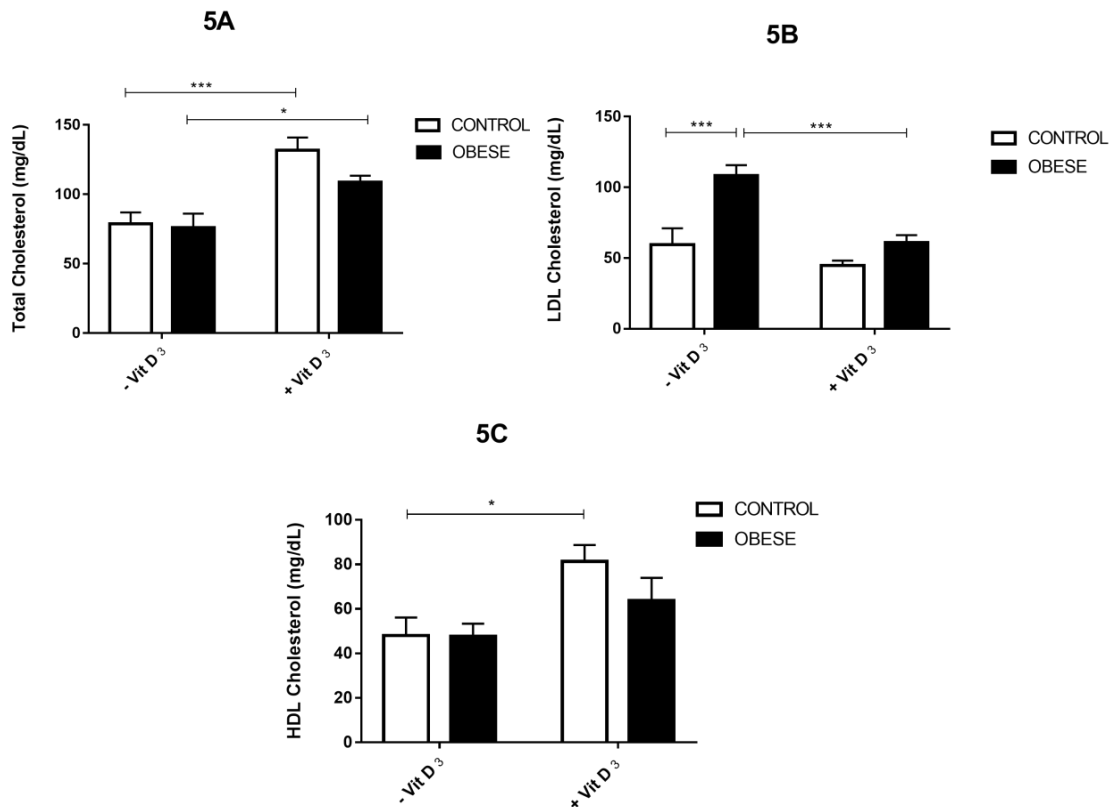 5A
***
*
Total Cholesterol (mg/dL)
150
100
50
0
- Vit D 3
+ Vit D 3
CONTROL
OBESE
5B
***
***
LDL Cholesterol (mg/dL)
150
100
50
0
- Vit D 3
+ Vit D 3
CONTROL
OBESE
5C
*
HDL Cholesterol (mg/dL)
100
80
60
40
20
0
- Vit D 3
+ Vit D 3
CONTROL
OBESE